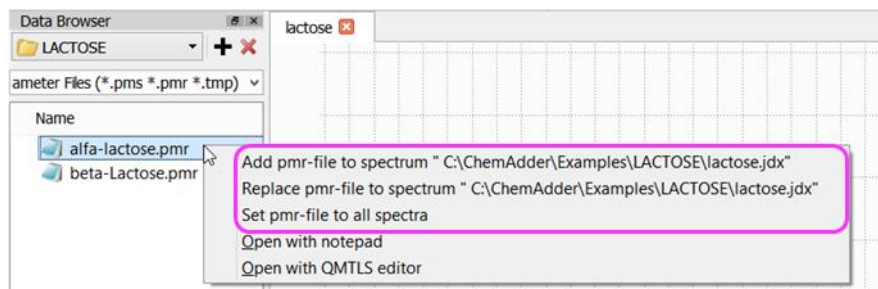 Data Browser
lactose
LACTOSE
ameter Files (*.pms *.pmr *.tmp)
Name
alfa-lactose.pmr
beta-Lactose.pmr
Add pmr-file to spectrum " C:\ChemAdder\Examples\LACTOSE\lactose.jdx"
Replace pmr-file to spectrum " C:\ChemAdder\Examples\LACTOSE\lactose.jdx"
Set pmr-file to all spectra
Open with notepad
Open with QMTLS editor